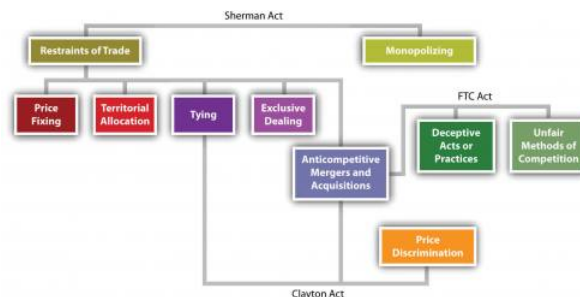 Sherman Act
Restraints of Trade
Monopolizing
FTC Act
Price
Fixing
Territorial
Allocation
Tying
Exclusive
Dealing
Deceptive
Acts or
Practices
Unfair
Methods of
Competition
Anticompetitive
Mergers and
Acquisitions
Price
Discrimination
Clayton Act